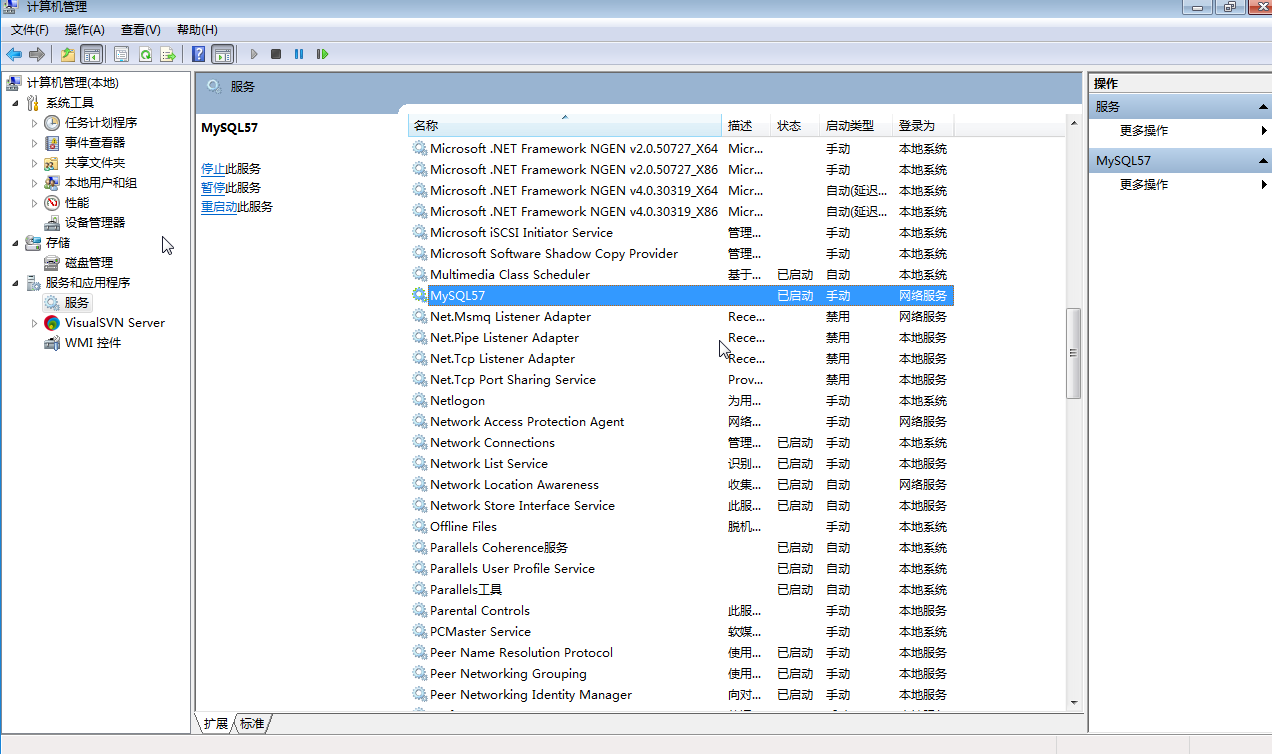 计算机管理
文件(F) 操作(A) 查看(V) 帮助(H)
计算机管理(本地)
系统工具
任务计划程序
事件查看器
共享文件夹
本地用户和组
性能
设备管理器
存储
磁盘管理
服务和应用程序
服务
VisualSVN Server
WMI 控件
服务
MySQL57
停止此服务
暂停此服务
重启动此服务
名称 描述 状态 启动类型 登录为
Microsoft .NET Framework NGEN v2.0.50727_X64 Micr... 手动 本地系统
Microsoft .NET Framework NGEN v2.0.50727_X86 Micr... 手动 本地系统
Microsoft .NET Framework NGEN v4.0.30319_X64 Micr... 自动(延迟... 本地系统
Microsoft .NET Framework NGEN v4.0.30319_X86 Micr... 自动(延迟... 本地系统
Microsoft iSCSI Initiator Service 管理... 手动 本地系统
Microsoft Software Shadow Copy Provider 管理... 手动 本地系统
Multimedia Class Scheduler 基于... 已启动 自动 本地系统
MySQL57 已启动 手动 网络服务
Net.Msmq Listener Adapter Rece... 禁用 网络服务
Net.Pipe Listener Adapter Rece... 禁用 本地服务
Net.Tcp Listener Adapter Rece... 禁用 本地服务
Net.Tcp Port Sharing Service Prov... 禁用 本地服务
Netlogon 为用... 手动 本地系统
Network Access Protection Agent 网络... 手动 网络服务
Network Connections 管理... 已启动 手动 本地系统
Network List Service 识别... 已启动 手动 本地服务
Network Location Awareness 收集... 已启动 自动 网络服务
Network Store Interface Service 此服... 已启动 自动 本地服务
Offline Files 脱机... 手动 本地系统
Parallels Coherence服务 已启动 自动 本地系统
Parallels User Profile Service 已启动 自动 本地系统
Parallels工具 已启动 自动 本地系统
Parental Controls 此服... 手动 本地服务
PCMaster Service 软媒... 手动 本地系统
Peer Name Resolution Protocol 使用... 已启动 手动 本地服务
Peer Networking Grouping 使用... 已启动 手动 本地服务
Peer Networking Identity Manager 向对... 已启动 手动 本地服务
扩展 标准
操作
服务
更多操作
MySQL57
更多操作